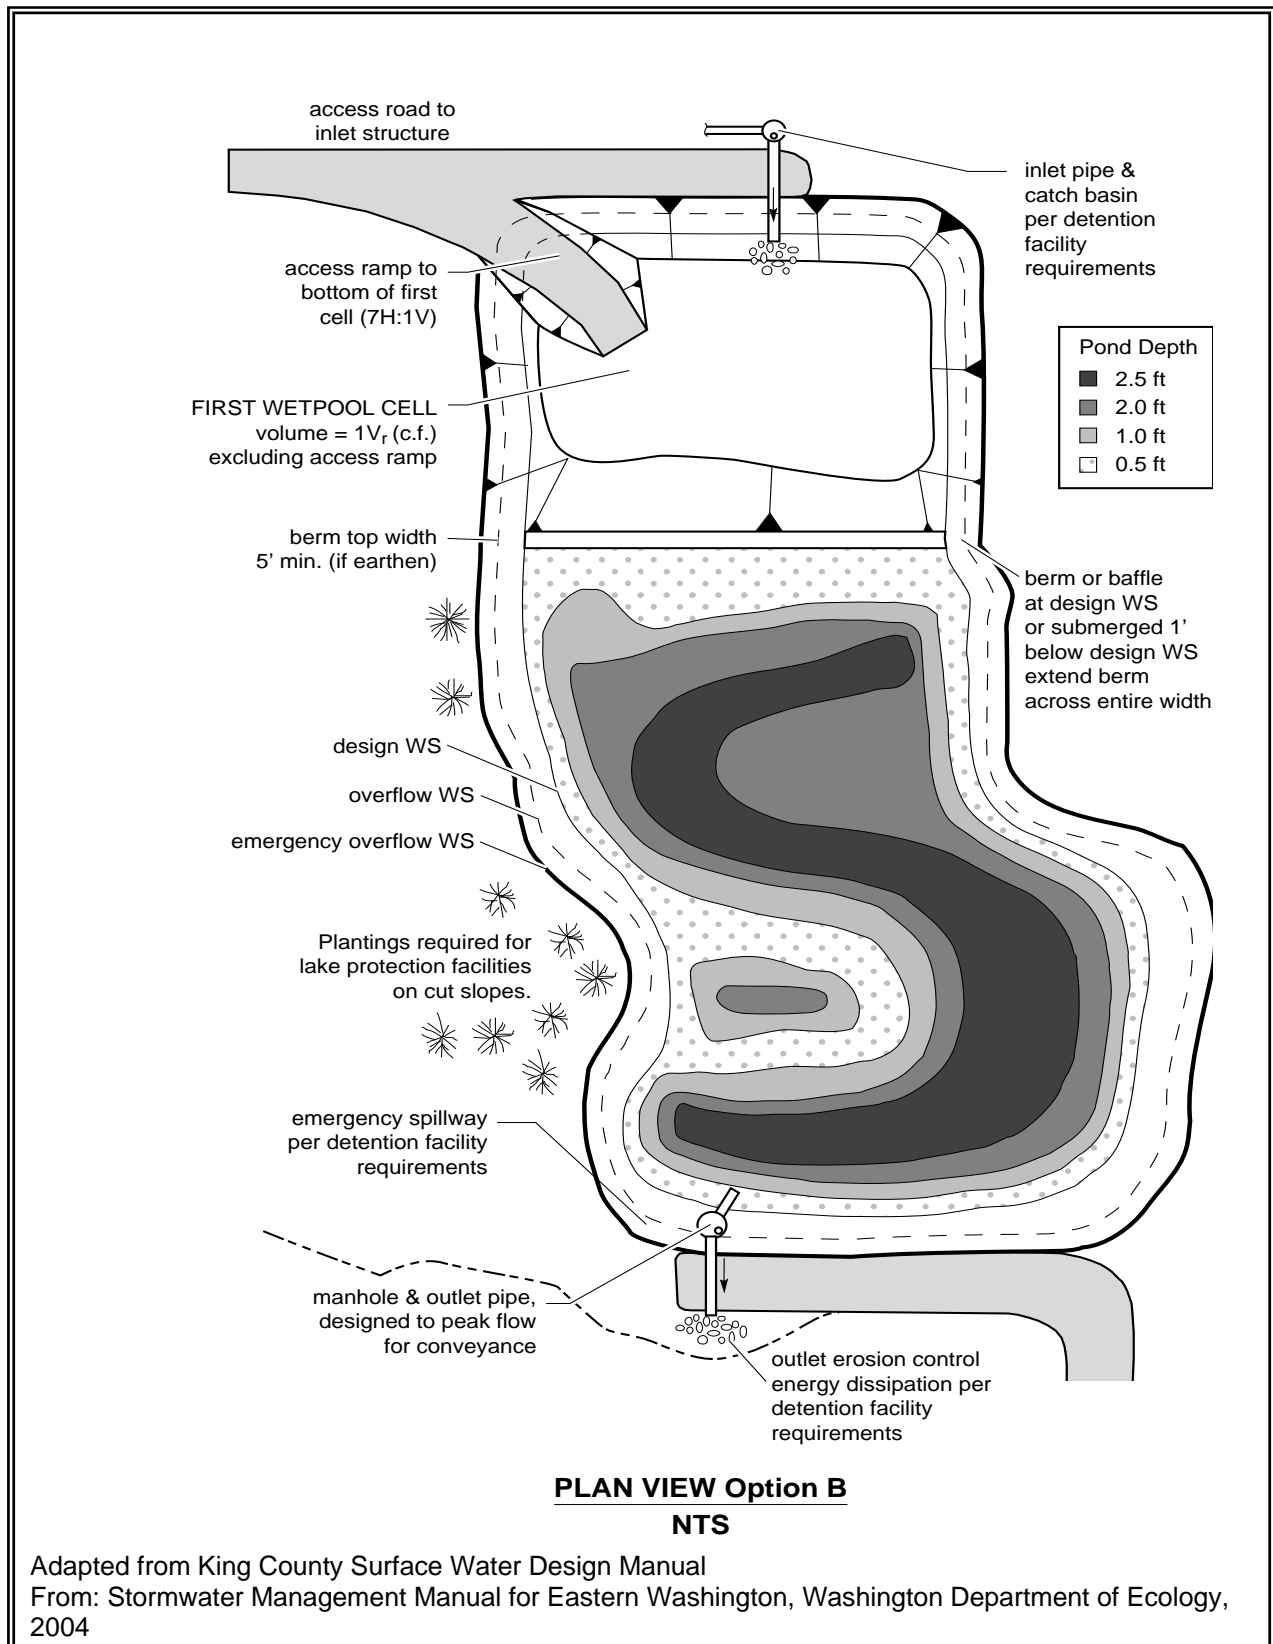 access road to
inlet structure
inlet pipe &
catch basin
per detention
facility
requirements
access ramp to
bottom of first
cell (7H:1V)
Pond Depth
2.5 ft
2.0 ft
1.0 ft
0.5 ft
FIRST WETPOOL CELL
volume = 1Vr (c.f.)
excluding access ramp
berm top width
5' min. (if earthen)
berm or baffle
at design WS
or submerged 1'
below design WS
extend berm
across entire width
design WS
overflow WS
emergency overflow WS
Plantings required for
lake protection facilities
on cut slopes.
emergency spillway
per detention facility
requirements
manhole & outlet pipe,
designed to peak flow
for conveyance
outlet erosion control
energy dissipation per
detention facility
requirements
PLAN VIEW Option B
NTS
Adapted from King County Surface Water Design Manual
From: Stormwater Management Manual for Eastern Washington, Washington Department of Ecology,
2004